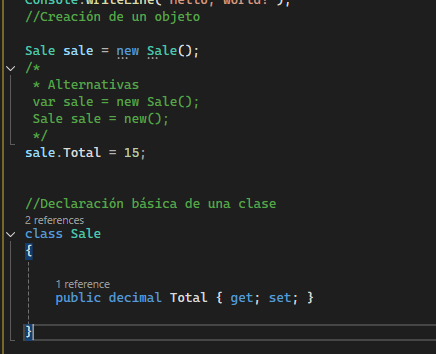 Console.WriteLine("Hello, World!");
//Creación de un objeto
Sale sale = new Sale();
/*
* Alternativas
var sale = new Sale();
Sale sale = new();
*/
sale.Total = 15;
//Declaración básica de una clase
2 references
class Sale
{
1 reference
public decimal Total { get; set; }
}